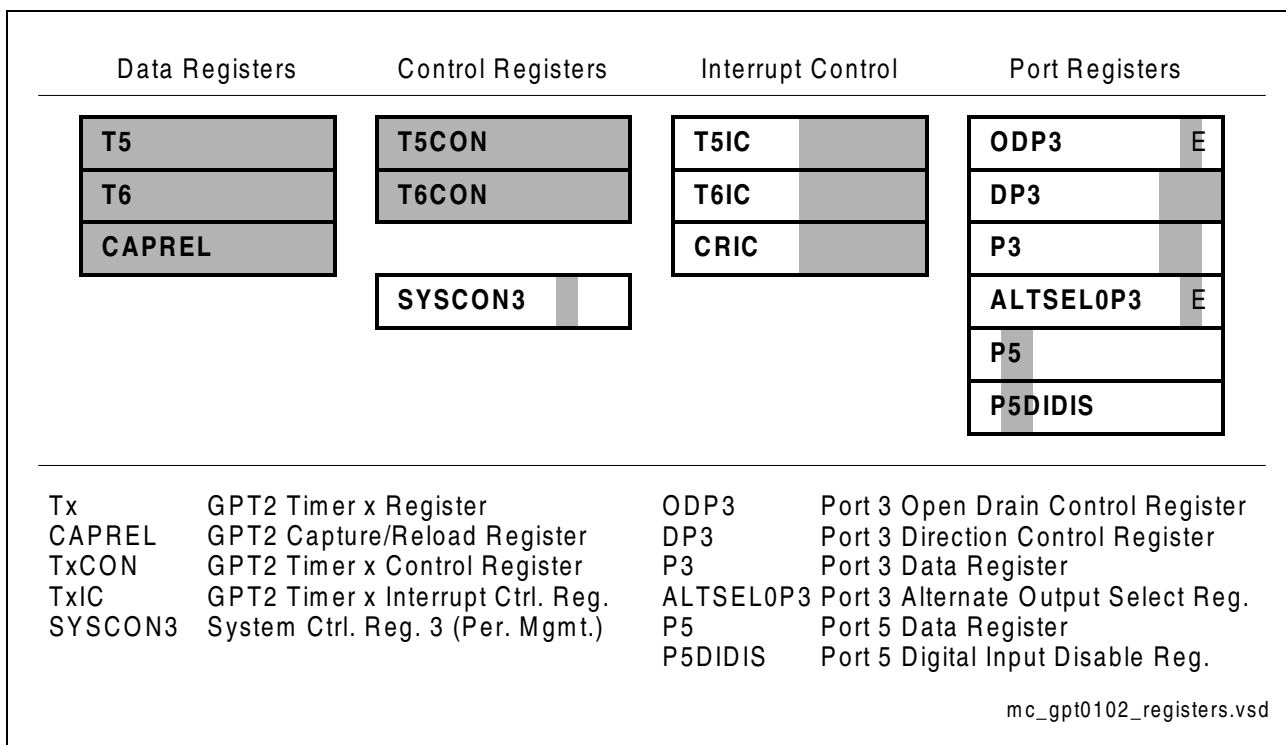 Data Registers Control Registers Interrupt Control Port Registers
T5 T5CON T5IC ODP3 E
T6 T6CON T6IC DP3
CAPREL CRIC P3
SYSCON3 ALTSEL0P3 E
P5
P5DIDIS
Tx GPT2 Timer x Register ODP3 Port 3 Open Drain Control Register
CAPREL GPT2 Capture/Reload Register DP3 Port 3 Direction Control Register
TxCON GPT2 Timer x Control Register P3 Port 3 Data Register
TxIC GPT2 Timer x Interrupt Ctrl. Reg. ALTSEL0P3 Port 3 Alternate Output Select Reg.
SYSCON3 System Ctrl. Reg. 3 (Per. Mgmt.) P5 Port 5 Data Register
P5DIDIS Port 5 Digital Input Disable Reg.
mc_gpt0102_registers.vsd